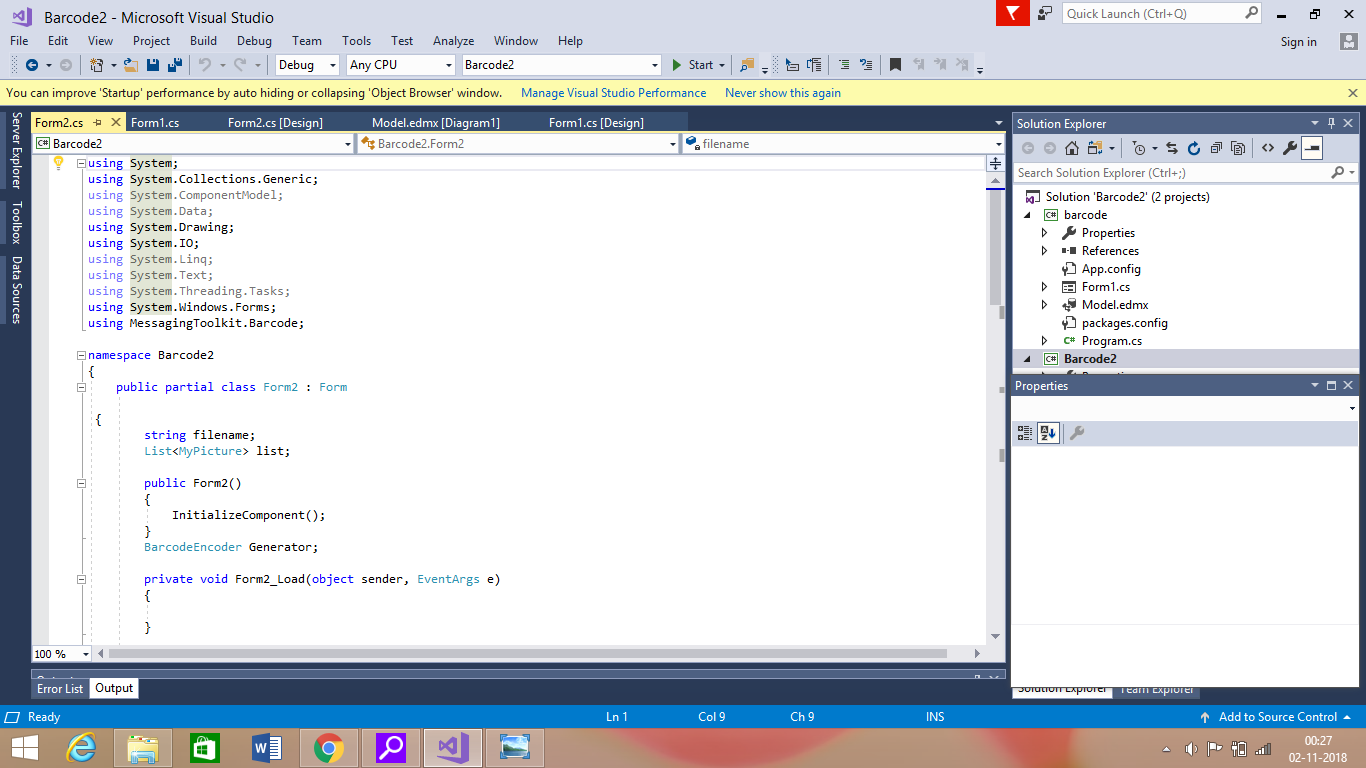 Barcode2 - Microsoft Visual Studio
Quick Launch (Ctrl+Q)
File Edit View Project Build Debug Team Tools Test Analyze Window Help
Sign in
Debug Any CPU Barcode2 Start
You can improve 'Startup' performance by auto hiding or collapsing 'Object Browser' window. Manage Visual Studio Performance Never show this again
Server Explorer
Toolbox
Data Sources
Form2.cs Form1.cs Form2.cs [Design] Model.edmx [Diagram1] Form1.cs [Design]
C# Barcode2 Barcode2.Form2 filename
using System;
using System.Collections.Generic;
using System.ComponentModel;
using System.Data;
using System.Drawing;
using System.IO;
using System.Linq;
using System.Text;
using System.Threading.Tasks;
using System.Windows.Forms;
using MessagingToolkit.Barcode;
namespace Barcode2
{
public partial class Form2 : Form
{
string filename;
List<MyPicture> list;
public Form2()
{
InitializeComponent();
}
BarcodeEncoder Generator;
private void Form2_Load(object sender, EventArgs e)
{
}
100 %
Error List Output
Solution Explorer
Search Solution Explorer (Ctrl+;)
Solution 'Barcode2' (2 projects)
C# barcode
Properties
References
App.config
Form1.cs
Model.edmx
packages.config
C# Program.cs
C# Barcode2
Properties
Solution Explorer Team Explorer
Ready Ln 1 Col 9 Ch 9 INS Add to Source Control
00:27
02-11-2018